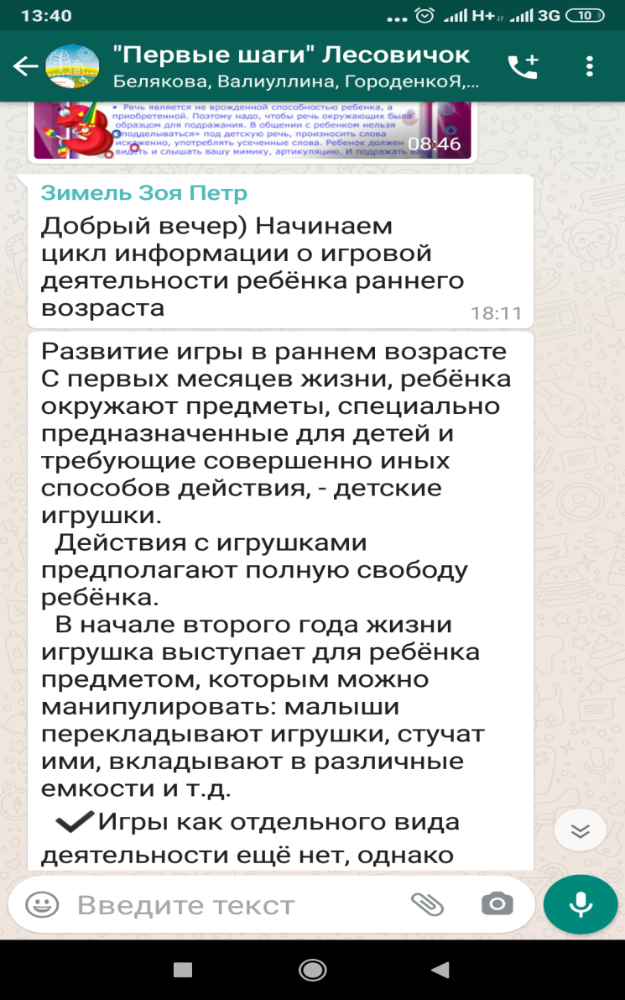 13:40
... H+ 3G 10
"Первые шаги" Лесовичок
Белякова, Валиуллина, ГороденкоЯ,...
• Речь является не врожденной способностью ребенка, а
приобретенной. Поэтому надо, чтобы речь окружающих была
образцом для подражания. В общении с ребенком нельзя
«подделываться» под детскую речь, произносить слова
искаженно, употреблять усеченные слова. Ребенок должен
видеть и слышать вашу мимику, артикуляцию. И подражать
08:46
Зимель Зоя Петр
Добрый вечер) Начинаем
цикл информации о игровой
деятельности ребёнка раннего
возраста
18:11
Развитие игры в раннем возрасте
С первых месяцев жизни, ребёнка
окружают предметы, специально
предназначенные для детей и
требующие совершенно иных
способов действия, - детские
игрушки.
Действия с игрушками
предполагают полную свободу
ребёнка.
В начале второго года жизни
игрушка выступает для ребёнка
предметом, которым можно
манипулировать: малыши
перекладывают игрушки, стучат
ими, вкладывают в различные
емкости и т.д.
✔Игры как отдельного вида
деятельности ещё нет, однако
Введите текст